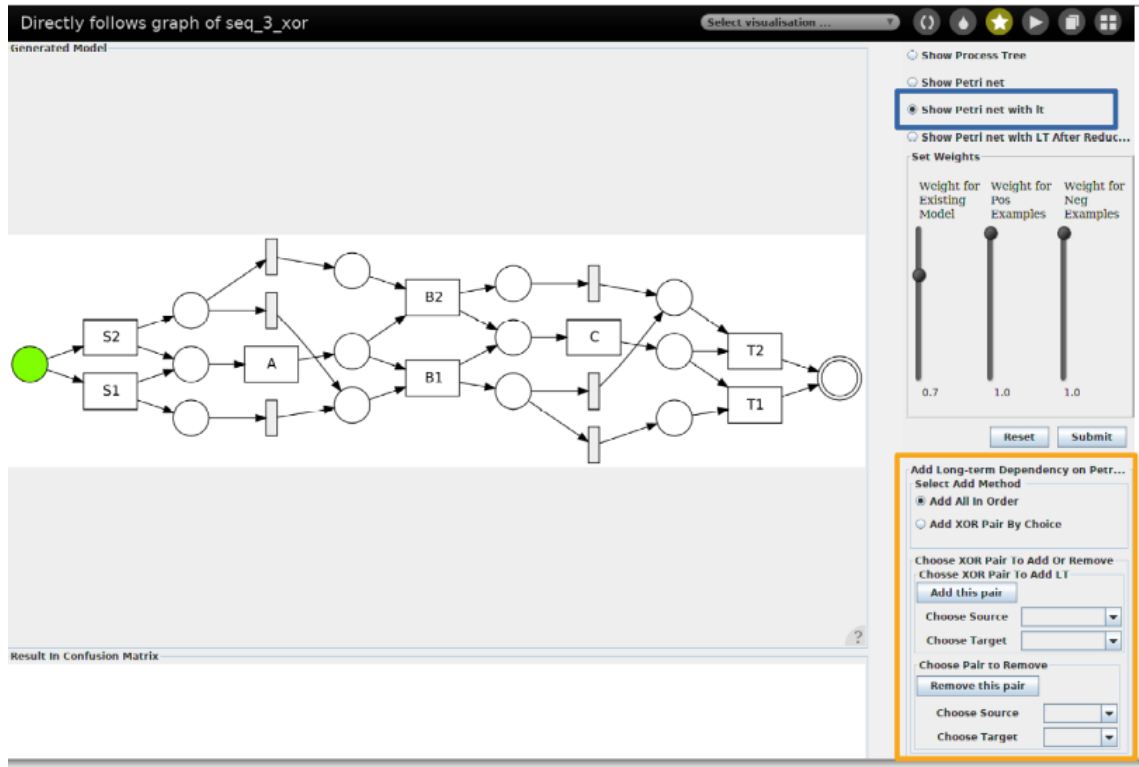 Directly follows graph of seq_3_xor
Select visualisation ...
Generated Model
Show Process Tree
Show Petri net
Show Petri net with lt
Show Petri net with LT After Reduc...
Set Weights
Weight for Existing Model
Weight for Pos Examples
Weight for Neg Examples
0.7
1.0
1.0
Reset
Submit
S2
S1
A
B2
B1
C
T2
T1
Add Long-term Dependency on Petr...
Select Add Method
Add All In Order
Add XOR Pair By Choice
Choose XOR Pair To Add Or Remove
Chosse XOR Pair To Add LT
Add this pair
Choose Source
Choose Target
Choose Pair to Remove
Remove this pair
Choose Source
Choose Target
?
Result In Confusion Matrix